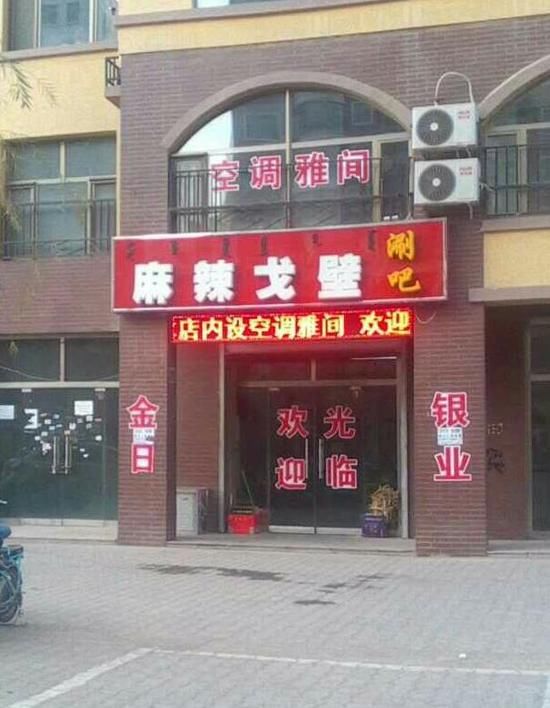 空调雅间
麻辣戈壁
涮吧
店内设空调雅间 欢迎
金日
银业
欢迎
光临